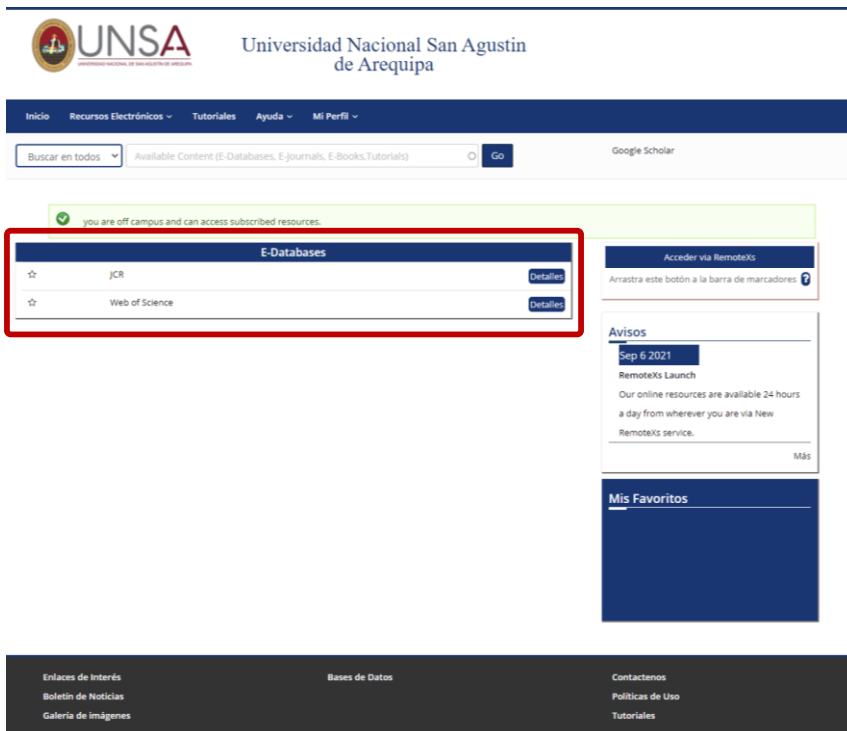 UNSA
UNIVERSIDAD NACIONAL DE SAN AGUSTÍN DE AREQUIPA
Universidad Nacional San Agustin
de Arequipa
Inicio Recursos Electrónicos Tutoriales Ayuda Mi Perfil
Buscar en todos Available Content (E-Databases, E-Journals, E-Books,Tutorials) Go Google Scholar
you are off campus and can access subscribed resources.
E-Databases
JCR Detalles
Web of Science Detalles
Acceder via RemoteXs
Arrastra este botón a la barra de marcadores ?
Avisos
Sep 6 2021
RemoteXs Launch
Our online resources are available 24 hours
a day from wherever you are via New
RemoteXs service.
Más
Mis Favoritos
Enlaces de Interés Bases de Datos Contactenos
Boletín de Noticias Políticas de Uso
Galería de imágenes Tutoriales